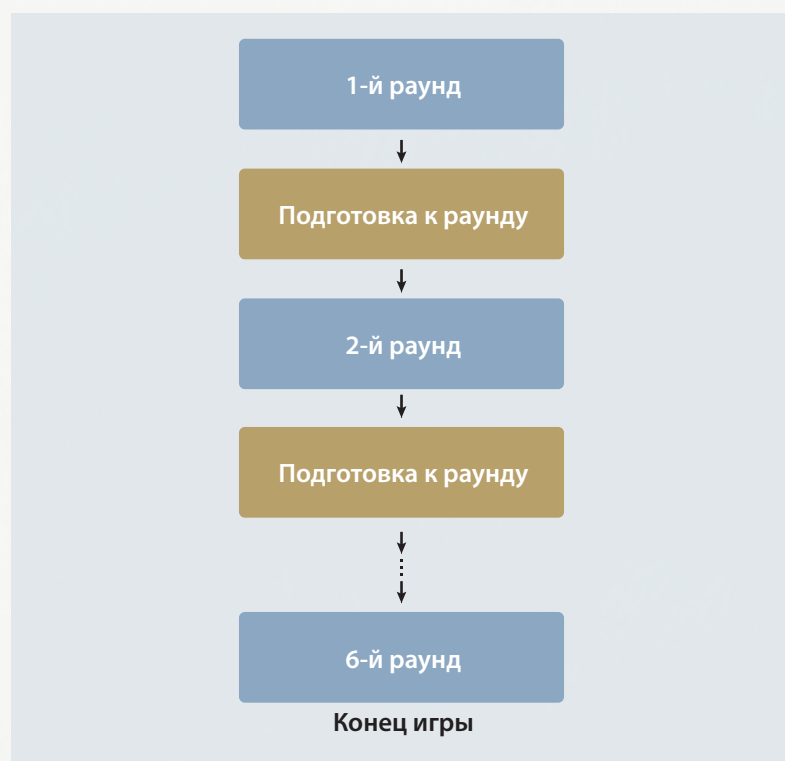 1-й раунд
Подготовка к раунду
2-й раунд
Подготовка к раунду
6-й раунд
Конец игры